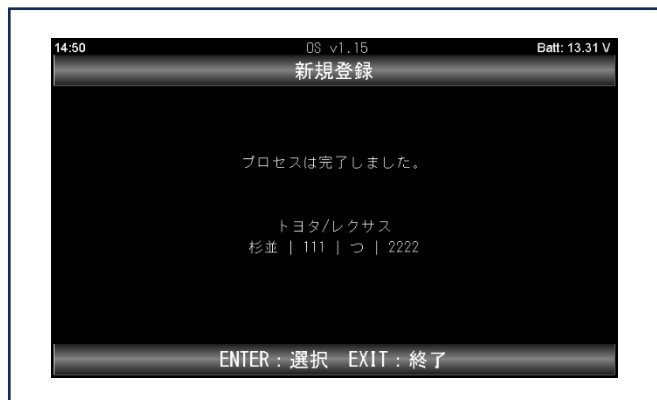 14:50 OS v1.15 Batt: 13.31 V
新規登録
プロセスは完了しました。
トヨタ/レクサス
杉並 | 111 | つ | 2222
ENTER：選択 EXIT：終了